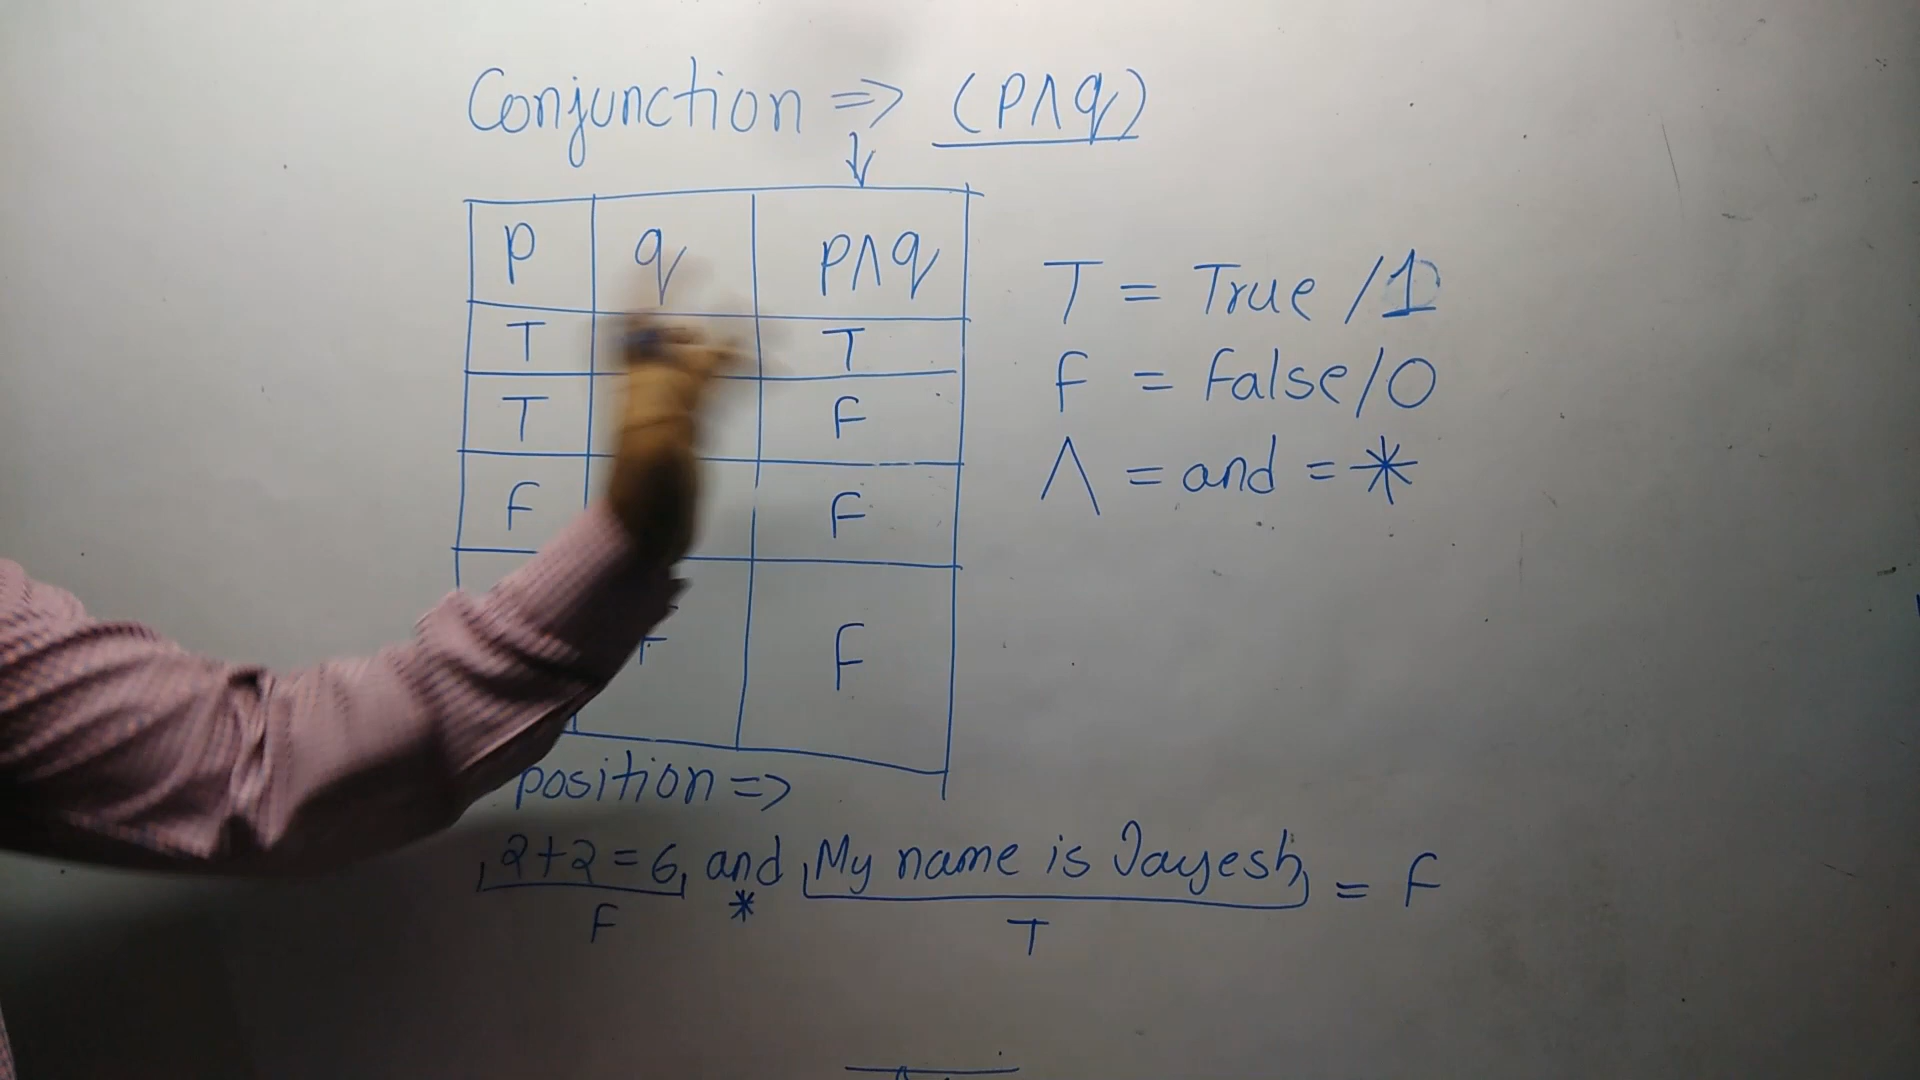 Conjunction => (p∧q)
↓
p q p∧q
T T
T F
F F
F
T = True /1
F = False/0
∧ = and = *
position =>
2+2=6, and My name is Jayesh, = F
F * T